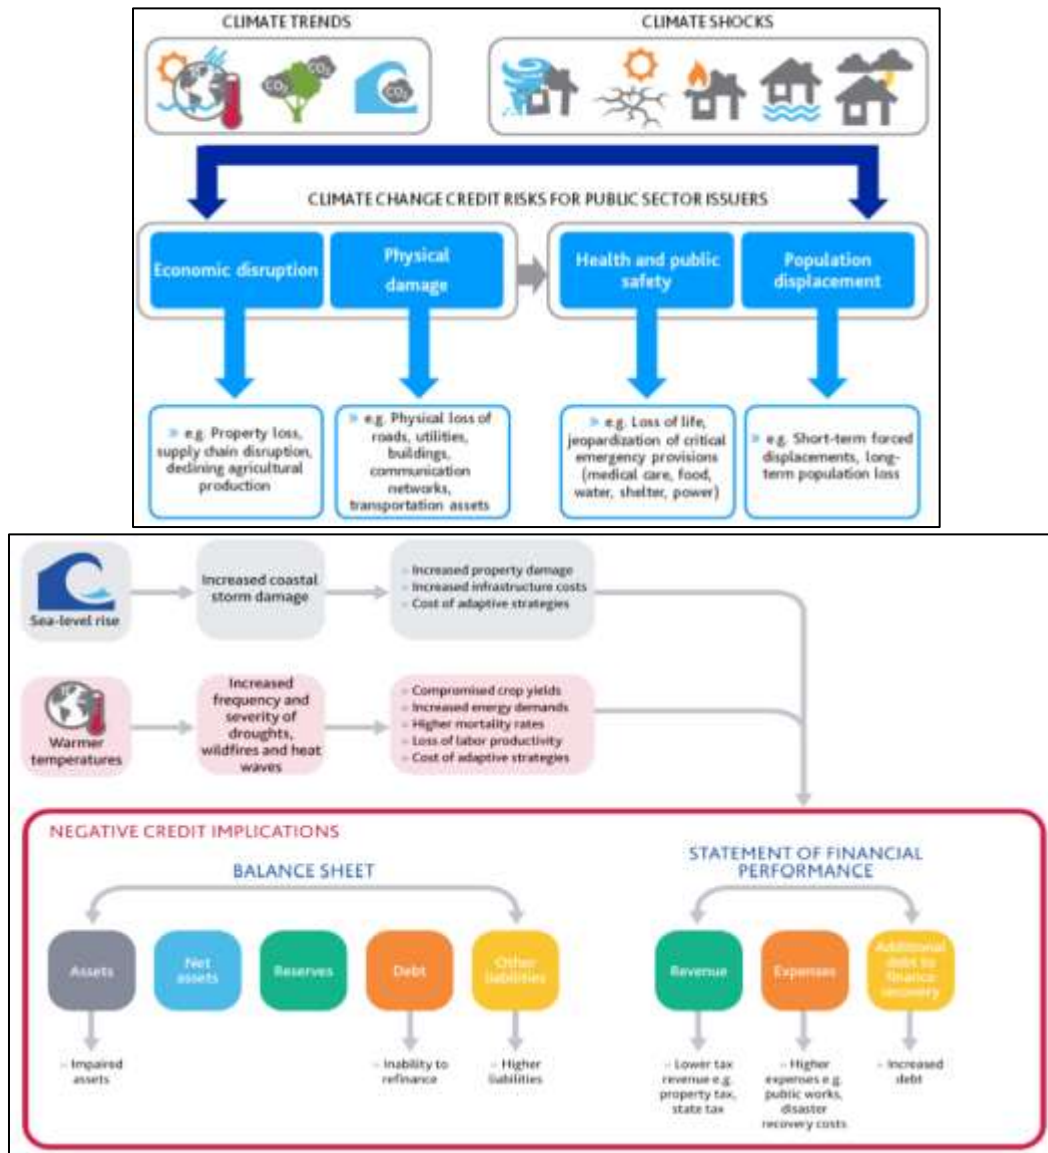 CLIMATE TRENDS
CLIMATE SHOCKS
CO₂
CO₂
CO₂
CLIMATE CHANGE CREDIT RISKS FOR PUBLIC SECTOR ISSUERS
Economic disruption
Physical
damage
Health and public
safety
Population
displacement
» e.g. Property loss,
supply chain disruption,
declining agricultural
production
» e.g. Physical loss of
roads, utilities,
buildings,
communication
networks,
transportation assets
» e.g. Loss of life,
jeopardization of critical
emergency provisions
(medical care, food,
water, shelter, power)
» e.g. Short-term forced
displacements, long-
term population loss
Sea-level rise
Increased coastal
storm damage
» Increased property damage
» Increased infrastructure costs
» Cost of adaptive strategies
Warmer
temperatures
Increased
frequency and
severity of
droughts,
wildfires and heat
waves
» Compromised crop yields
» Increased energy demands
» Higher mortality rates
» Loss of labor productivity
» Cost of adaptive strategies
NEGATIVE CREDIT IMPLICATIONS
BALANCE SHEET
STATEMENT OF FINANCIAL
PERFORMANCE
Assets
Net
assets
Reserves
Debt
Other
liabilities
Revenue
Expenses
Additional
debt to
finance
recovery
» Impaired
assets
» Inability to
refinance
» Higher
liabilities
» Lower tax
revenue e.g.
property tax,
state tax
» Higher
expenses e.g.
public works,
disaster
recovery costs
» Increased
debt